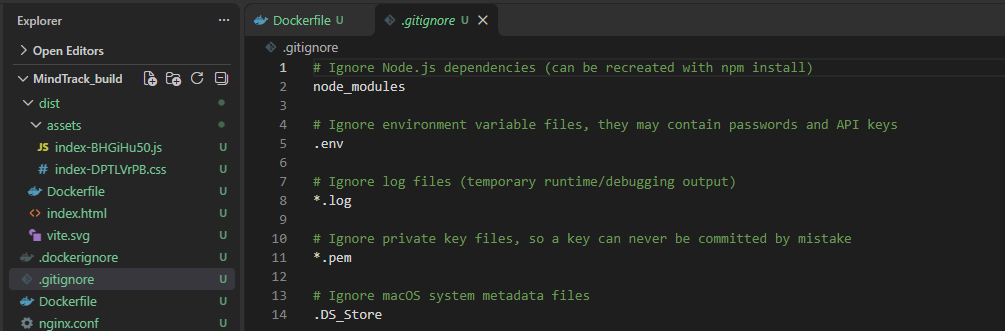 Explorer
Open Editors
MindTrack_build
dist
assets
JS index-BHGiHu50.js U
# index-DPTLVrPB.css U
Dockerfile U
<> index.html U
vite.svg U
.dockerignore U
.gitignore U
Dockerfile U
nginx.conf U
Dockerfile U
.gitignore U
.gitignore
1 # Ignore Node.js dependencies (can be recreated with npm install)
2 node_modules
3
4 # Ignore environment variable files, they may contain passwords and API keys
5 .env
6
7 # Ignore log files (temporary runtime/debugging output)
8 *.log
9
10 # Ignore private key files, so a key can never be committed by mistake
11 *.pem
12
13 # Ignore macOS system metadata files
14 .DS_Store